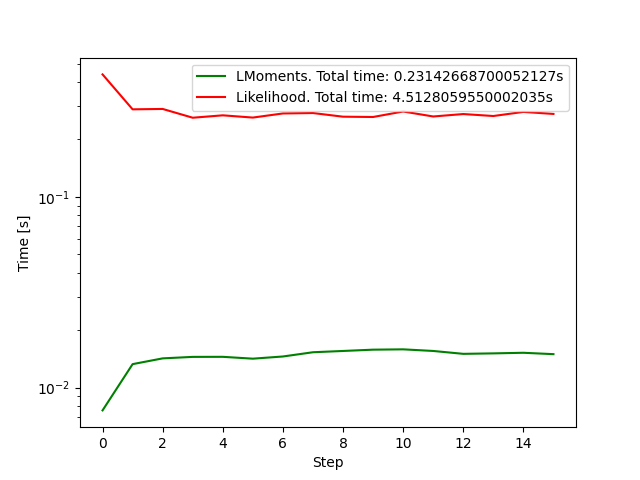 LMoments. Total time: 0.23142668700052127s
Likelihood. Total time: 4.5128059550002035s
Time [s]
10⁻¹
10⁻²
0 2 4 6 8 10 12 14
Step